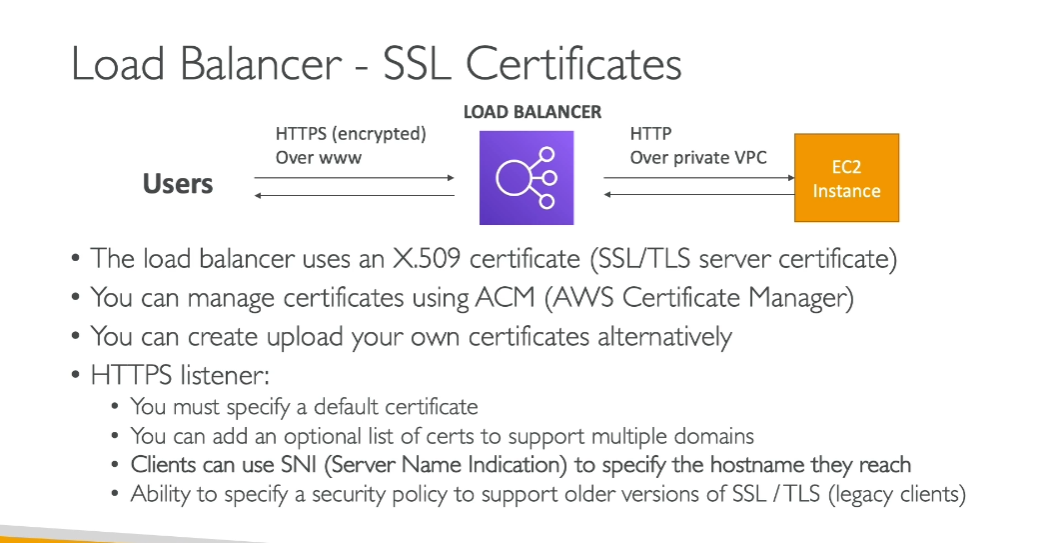 Load Balancer - SSL Certificates
LOAD BALANCER
HTTPS (encrypted)
Over www
HTTP
Over private VPC
Users
EC2
Instance
• The load balancer uses an X.509 certificate (SSL/TLS server certificate)
• You can manage certificates using ACM (AWS Certificate Manager)
• You can create upload your own certificates alternatively
• HTTPS listener:
• You must specify a default certificate
• You can add an optional list of certs to support multiple domains
• Clients can use SNI (Server Name Indication) to specify the hostname they reach
• Ability to specify a security policy to support older versions of SSL / TLS (legacy clients)